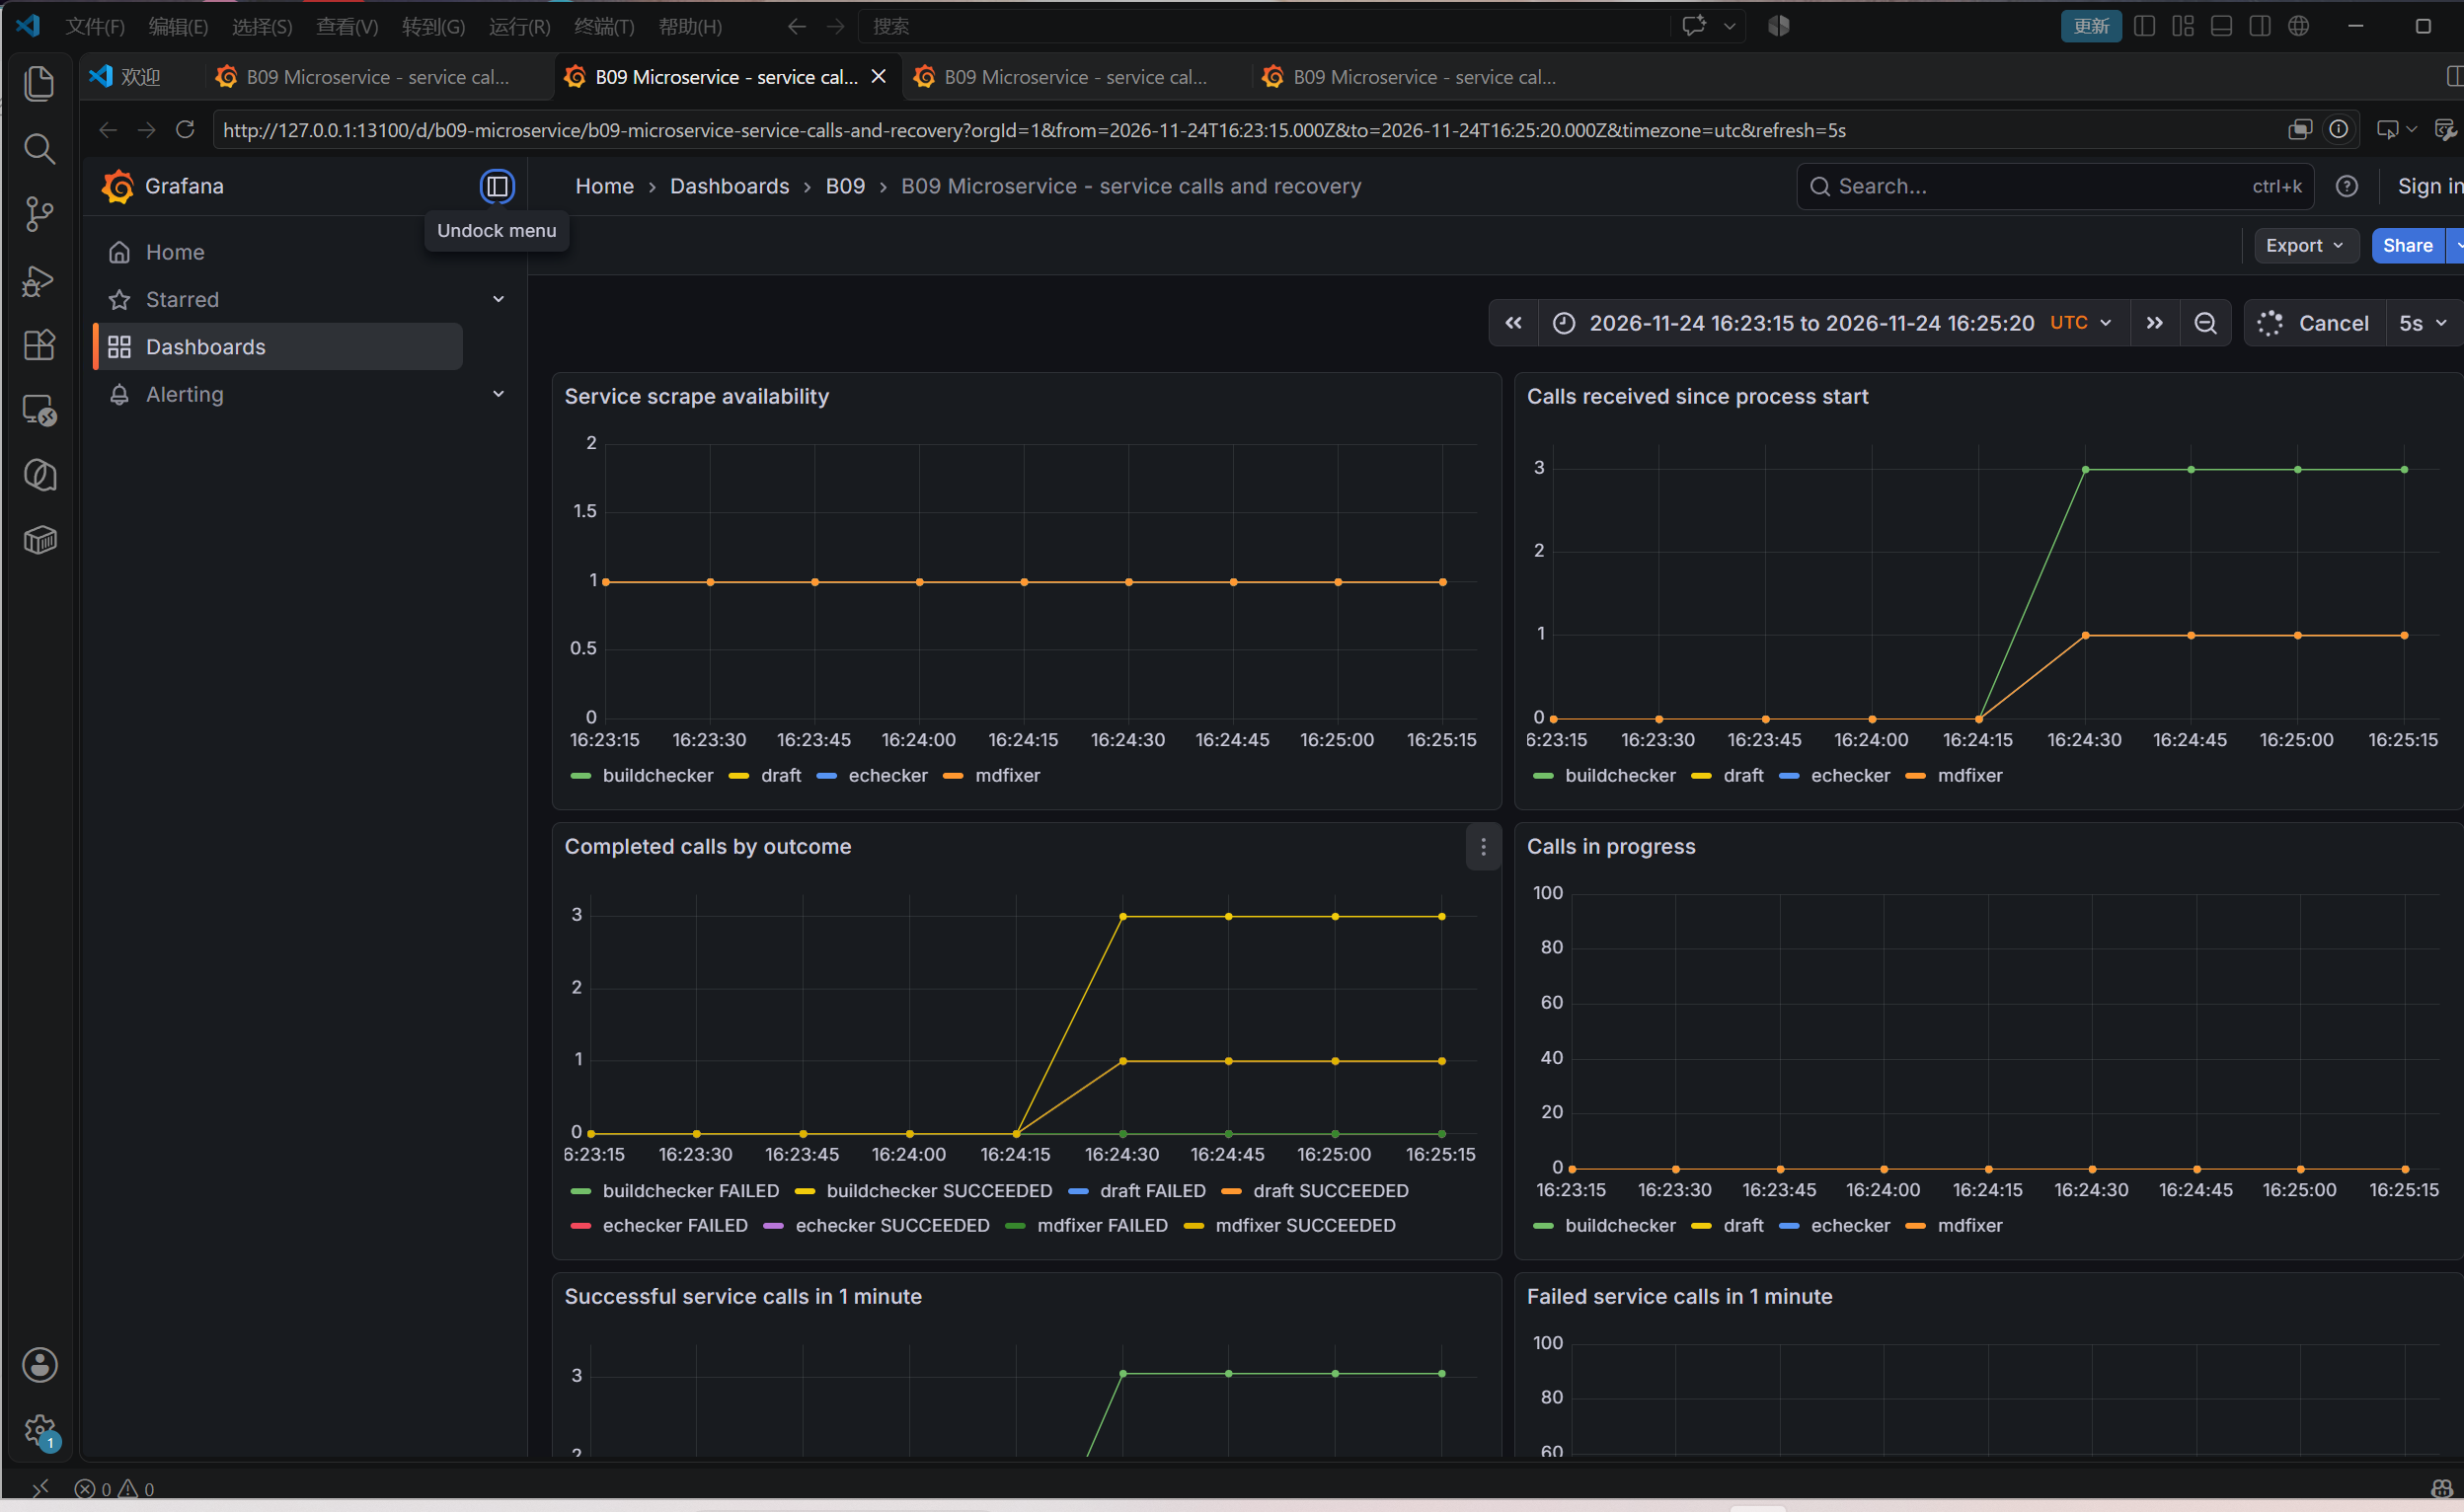 文件(F) 编辑(E) 选择(S) 查看(V) 转到(G) 运行(R) 终端(T) 帮助(H) 搜索 更新
欢迎 B09 Microservice - service cal... B09 Microservice - service cal... B09 Microservice - service cal... B09 Microservice - service cal...
http://127.0.0.1:13100/d/b09-microservice/b09-microservice-service-calls-and-recovery?orgId=1&from=2026-11-24T16:23:15.000Z&to=2026-11-24T16:25:20.000Z&timezone=utc&refresh=5s
Grafana Home › Dashboards › B09 › B09 Microservice - service calls and recovery Search... ctrl+k Sign in
Undock menu
Export Share
Home
Starred
Dashboards
Alerting
2026-11-24 16:23:15 to 2026-11-24 16:25:20 UTC Cancel 5s
Service scrape availability
2
1.5
1
0.5
0
16:23:15 16:23:30 16:23:45 16:24:00 16:24:15 16:24:30 16:24:45 16:25:00 16:25:15
buildchecker draft echecker mdfixer
Calls received since process start
3
2
1
0
6:23:15 16:23:30 16:23:45 16:24:00 16:24:15 16:24:30 16:24:45 16:25:00 16:25:15
buildchecker draft echecker mdfixer
Completed calls by outcome
3
2
1
0
6:23:15 16:23:30 16:23:45 16:24:00 16:24:15 16:24:30 16:24:45 16:25:00 16:25:15
buildchecker FAILED buildchecker SUCCEEDED draft FAILED draft SUCCEEDED
echecker FAILED echecker SUCCEEDED mdfixer FAILED mdfixer SUCCEEDED
Calls in progress
100
80
60
40
20
0
16:23:15 16:23:30 16:23:45 16:24:00 16:24:15 16:24:30 16:24:45 16:25:00 16:25:15
buildchecker draft echecker mdfixer
Successful service calls in 1 minute
3
2
Failed service calls in 1 minute
100
80
60
1
0 0